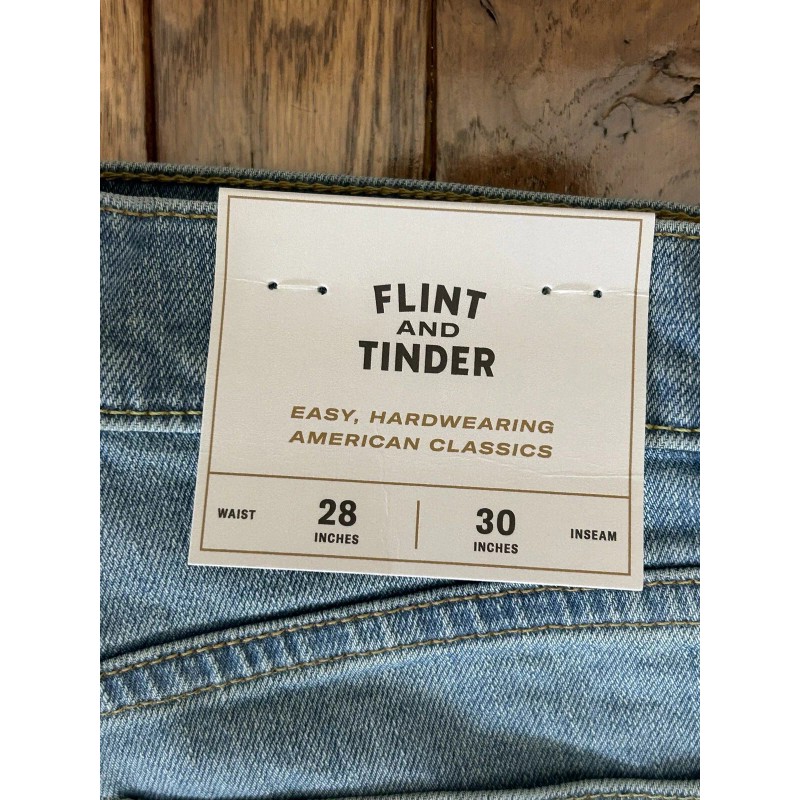 FLINT
AND
TINDER
EASY, HARDWEARING
AMERICAN CLASSICS
WAIST 28 INCHES
30 INCHES INSEAM